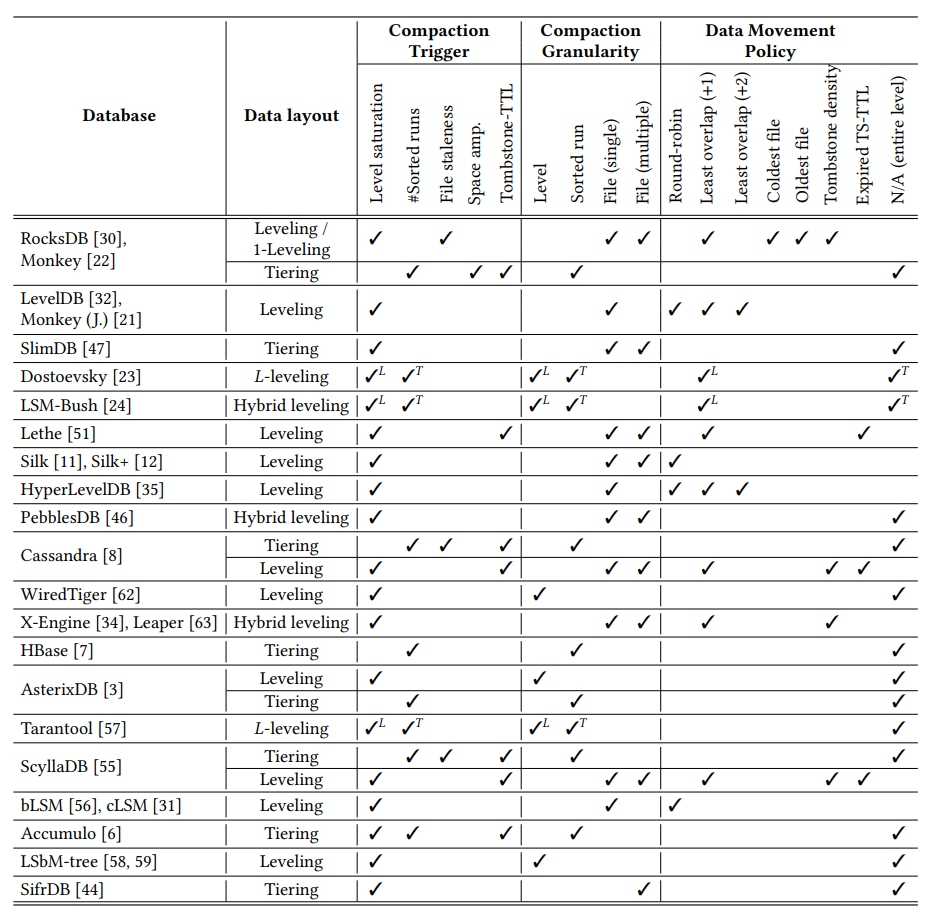 Compaction Trigger | Compaction Granularity | Data Movement Policy
Database | Data layout | Level saturation | #Sorted runs | File staleness | Space amp. | Tombstone-TTL | Level | Sorted run | File (single) | File (multiple) | Round-robin | Least overlap (+1) | Least overlap (+2) | Coldest file | Oldest file | Tombstone density | Expired TS-TTL | N/A (entire level)
RocksDB [30], Monkey [22] | Leveling / 1-Leveling | ✓ | | ✓ | | | | | ✓ | ✓ | | ✓ | | ✓ | ✓ | ✓ | |
| Tiering | | ✓ | | ✓ | ✓ | | ✓ | | | | | | | | | | ✓
LevelDB [32], Monkey (J.) [21] | Leveling | ✓ | | | | | | | ✓ | | ✓ | ✓ | ✓ | | | | |
SlimDB [47] | Tiering | ✓ | | | | | | | ✓ | ✓ | | | | | | | | ✓
Dostoevsky [23] | L-leveling | ✓L | ✓T | | | | ✓L | ✓T | | | | ✓L | | | | | | ✓T
LSM-Bush [24] | Hybrid leveling | ✓L | ✓T | | | | ✓L | ✓T | | | | ✓L | | | | | | ✓T
Lethe [51] | Leveling | ✓ | | | | ✓ | | | ✓ | ✓ | | ✓ | | | | | ✓ |
Silk [11], Silk+ [12] | Leveling | ✓ | | | | | | | ✓ | ✓ | ✓ | | | | | | |
HyperLevelDB [35] | Leveling | ✓ | | | | | | | ✓ | | ✓ | ✓ | ✓ | | | | |
PebblesDB [46] | Hybrid leveling | ✓ | | | | | | | ✓ | ✓ | | | | | | | | ✓
Cassandra [8] | Tiering | | ✓ | ✓ | | ✓ | | ✓ | | | | | | | | | | ✓
| Leveling | ✓ | | | | ✓ | | | ✓ | ✓ | | ✓ | | | | ✓ | ✓ |
WiredTiger [62] | Leveling | ✓ | | | | | ✓ | | | | | | | | | | | ✓
X-Engine [34], Leaper [63] | Hybrid leveling | ✓ | | | | | | | ✓ | ✓ | | ✓ | | | | ✓ | |
HBase [7] | Tiering | | ✓ | | | | | ✓ | | | | | | | | | | ✓
AsterixDB [3] | Leveling | ✓ | | | | | ✓ | | | | | | | | | | | ✓
| Tiering | | ✓ | | | | | ✓ | | | | | | | | | | ✓
Tarantool [57] | L-leveling | ✓L | ✓T | | | | ✓L | ✓T | | | | | | | | | | ✓
ScyllaDB [55] | Tiering | | ✓ | ✓ | | ✓ | | ✓ | | | | | | | | | | ✓
| Leveling | ✓ | | | | ✓ | | | ✓ | ✓ | | ✓ | | | | ✓ | ✓ |
bLSM [56], cLSM [31] | Leveling | ✓ | | | | | | | ✓ | | ✓ | | | | | | |
Accumulo [6] | Tiering | ✓ | ✓ | | | ✓ | | ✓ | | | | | | | | | | ✓
LSbM-tree [58, 59] | Leveling | ✓ | | | | | ✓ | | | | | | | | | | | ✓
SifrDB [44] | Tiering | ✓ | | | | | | | | ✓ | | | | | | | | ✓